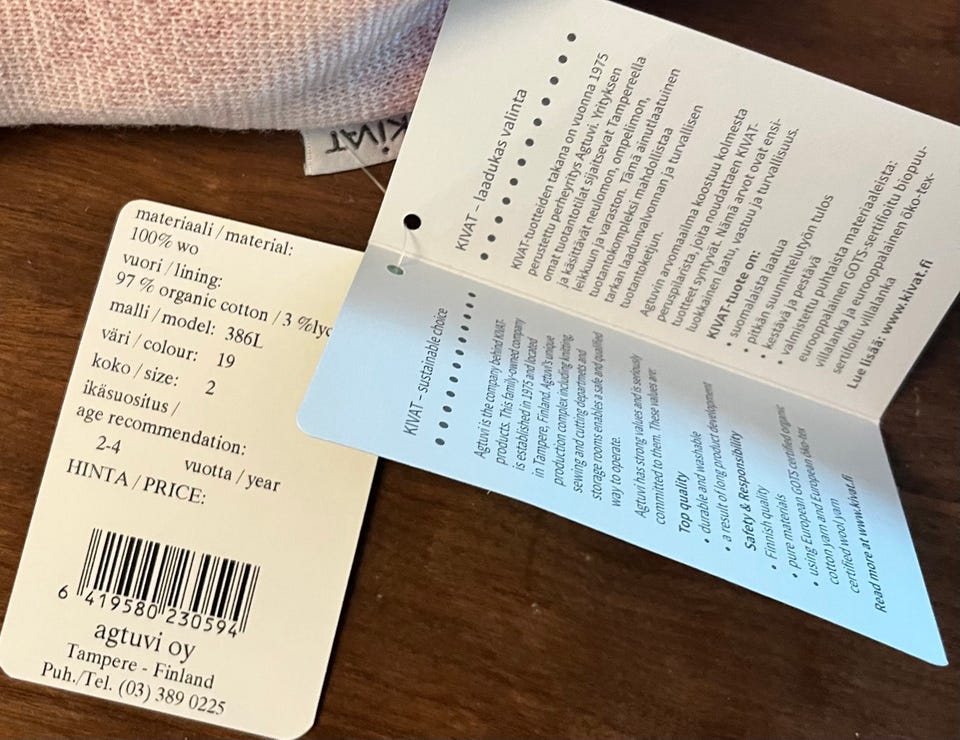 KiVAT
materiaali / material:
100% wo
vuori / lining:
97 % organic cotton / 3 %lyc
malli / model: 386L
väri / colour: 19
koko / size: 2
ikäsuositus /
age recommendation:
2-4 vuotta / year
HINTA / PRICE:
6 419580 230594
agtuvi oy
Tampere - Finland
Puh./Tel. (03) 389 0225
KIVAT – laadukas valinta
KIVAT-tuotteiden takana on vuonna 1975
perustettu perheyritys Agtuvi. Yrityksen
omat tuotantotilat sijaitsevat Tampereella
ja käsittävät neulomon, ompelimon,
leikkuun ja varaston. Tämä ainutlaatuinen
tuotantokompleksi mahdollistaa
tarkan laadunvalvonnan ja turvallisen
tuotantoketjun.
Agtuvin arvomaailma koostuu kolmesta
peruspilarista, joita noudattaen KIVAT-
tuotteet syntyvät. Nämä arvot ovat ensi-
luokkainen laatu, vastuu ja turvallisuus.
KIVAT-tuote on:
• suomalaista laatua
• pitkän suunnittelutyön tulos
• kestävä ja pestävä
• valmistettu puhtaista materiaaleista:
eurooppalainen GOTS-sertifioitu biopuu-
villalanka ja eurooppalainen öko-tex-
sertifoitu villalanka
Lue lisää: www.kivat.fi
KIVAT – sustainable choice
Agtuvi is the company behind KIVAT-
products. This family-owned company
is established in 1975 and located
in Tampere, Finland. Agtuvi's unique
production complex including knitting,
sewing and cutting departments and
storage rooms enables a safe and qualified
way to operate.
Agtuvi has strong values and is seriously
committed to them. These values are:
Top quality
• durable and washable
• a result of long product development
Safety & Responsibility
• Finnish quality
• pure materials
• using European GOTS certified organic
cotton yarn and European öko-tex
certified wool yarn
Read more at www.kivat.fi